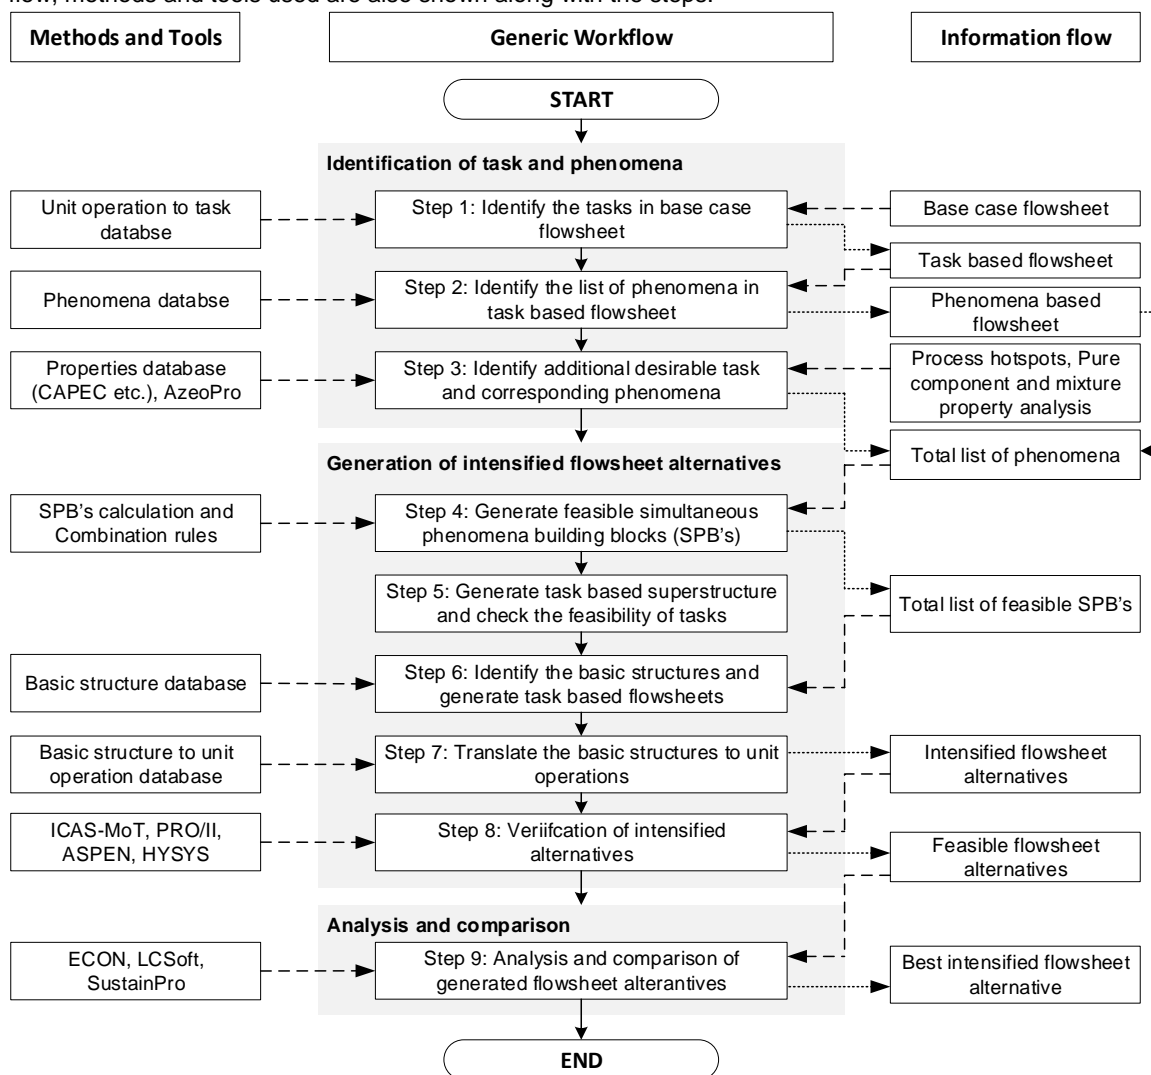 flow, methods and tools used are also shown along with the steps.
Methods and Tools
Generic Workflow
Information flow
START
Identification of task and phenomena
Unit operation to task
databse
Step 1: Identify the tasks in base case
flowsheet
Base case flowsheet
Task based flowsheet
Phenomena databse
Step 2: Identify the list of phenomena in
task based flowsheet
Phenomena based
flowsheet
Properties database
(CAPEC etc.), AzeoPro
Step 3: Identify additional desirable task
and corresponding phenomena
Process hotspots, Pure
component and mixture
property analysis
Total list of phenomena
Generation of intensified flowsheet alternatives
SPB's calculation and
Combination rules
Step 4: Generate feasible simultaneous
phenomena building blocks (SPB's)
Step 5: Generate task based superstructure
and check the feasibility of tasks
Total list of feasible SPB's
Basic structure database
Step 6: Identify the basic structures and
generate task based flowsheets
Basic structure to unit
operation database
Step 7: Translate the basic structures to unit
operations
Intensified flowsheet
alternatives
ICAS-MoT, PRO/II,
ASPEN, HYSYS
Step 8: Veriifcation of intensified
alternatives
Feasible flowsheet
alternatives
Analysis and comparison
ECON, LCSoft,
SustainPro
Step 9: Analysis and comparison of
generated flowsheet alterantives
Best intensified flowsheet
alternative
END